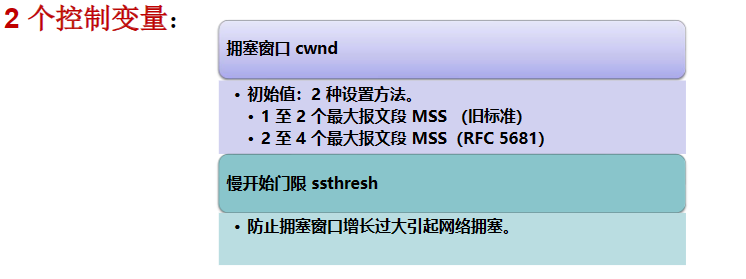 2 个控制变量：
拥塞窗口 cwnd
• 初始值：2 种设置方法。
• 1 至 2 个最大报文段 MSS （旧标准）
• 2 至 4 个最大报文段 MSS（RFC 5681）
慢开始门限 ssthresh
• 防止拥塞窗口增长过大引起网络拥塞。